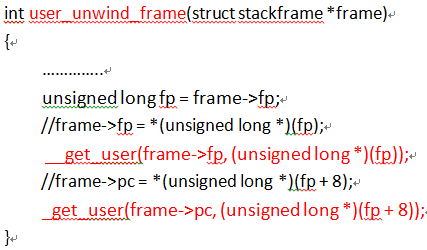 int user_unwind_frame(struct stackframe *frame)
{
…………..
unsigned long fp = frame->fp;
//frame->fp = *(unsigned long *)(fp);
__get_user(frame->fp, (unsigned long *)(fp));
//frame->pc = *(unsigned long *)(fp + 8);
_get_user(frame->pc, (unsigned long *)(fp + 8));
}